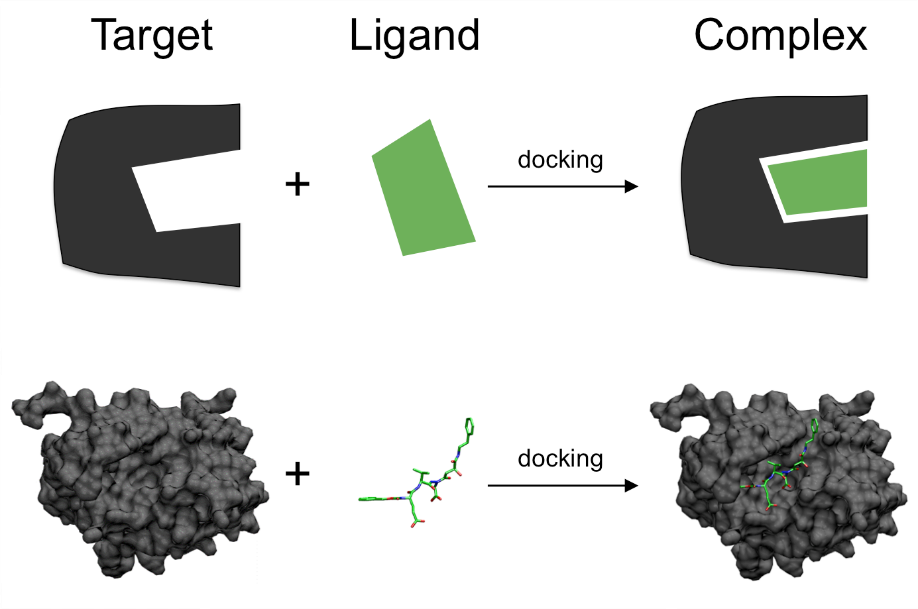 Target Ligand Complex
+ docking
+ docking